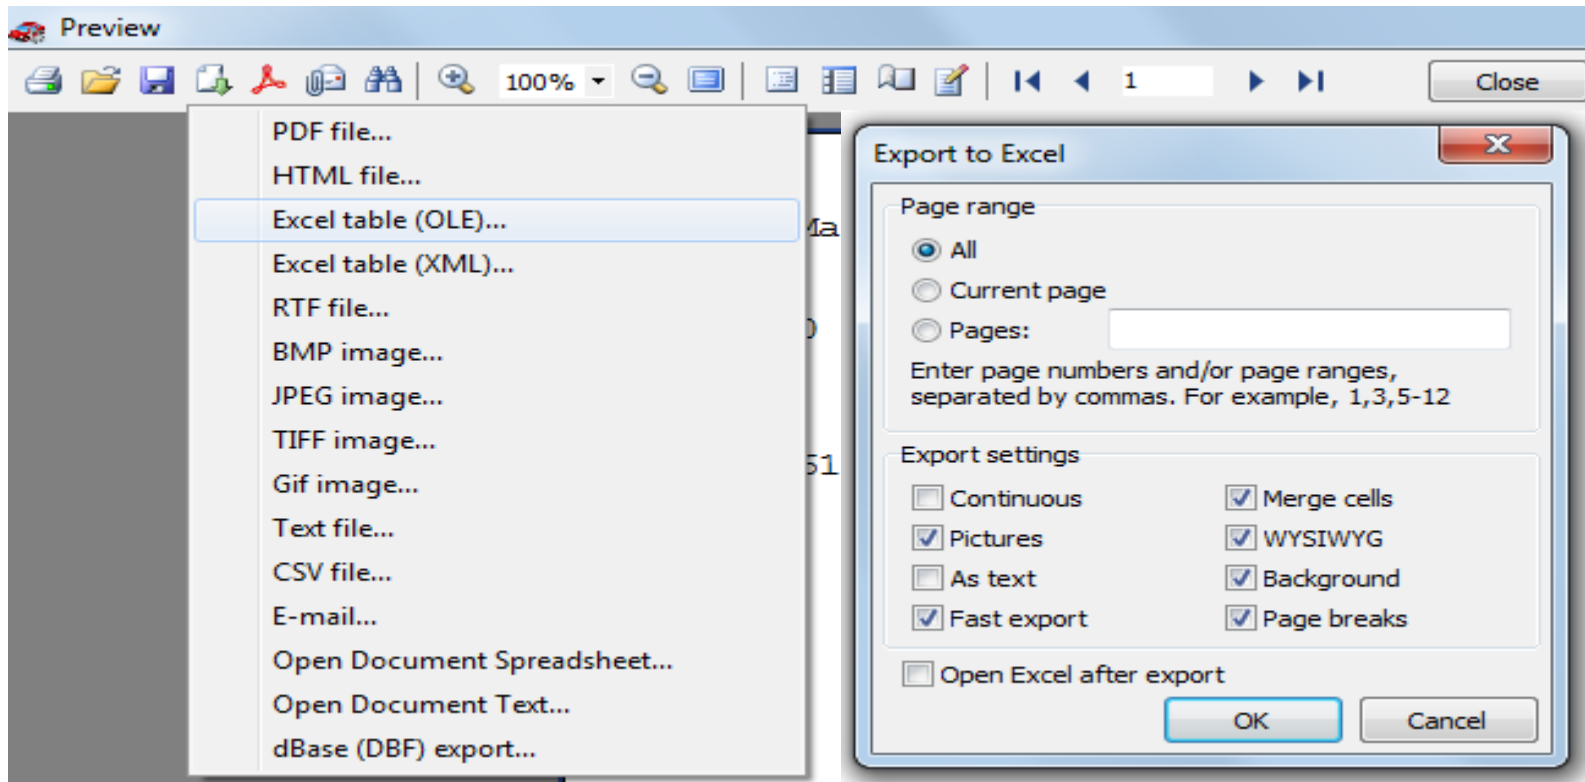 Preview
100%
1
Close
PDF file...
HTML file...
Excel table (OLE)...
Excel table (XML)...
RTF file...
BMP image...
JPEG image...
TIFF image...
Gif image...
Text file...
CSV file...
E-mail...
Open Document Spreadsheet...
Open Document Text...
dBase (DBF) export...
Ma
51
Export to Excel
Page range
All
Current page
Pages:
Enter page numbers and/or page ranges,
separated by commas. For example, 1,3,5-12
Export settings
Continuous
Merge cells
Pictures
WYSIWYG
As text
Background
Fast export
Page breaks
Open Excel after export
OK
Cancel